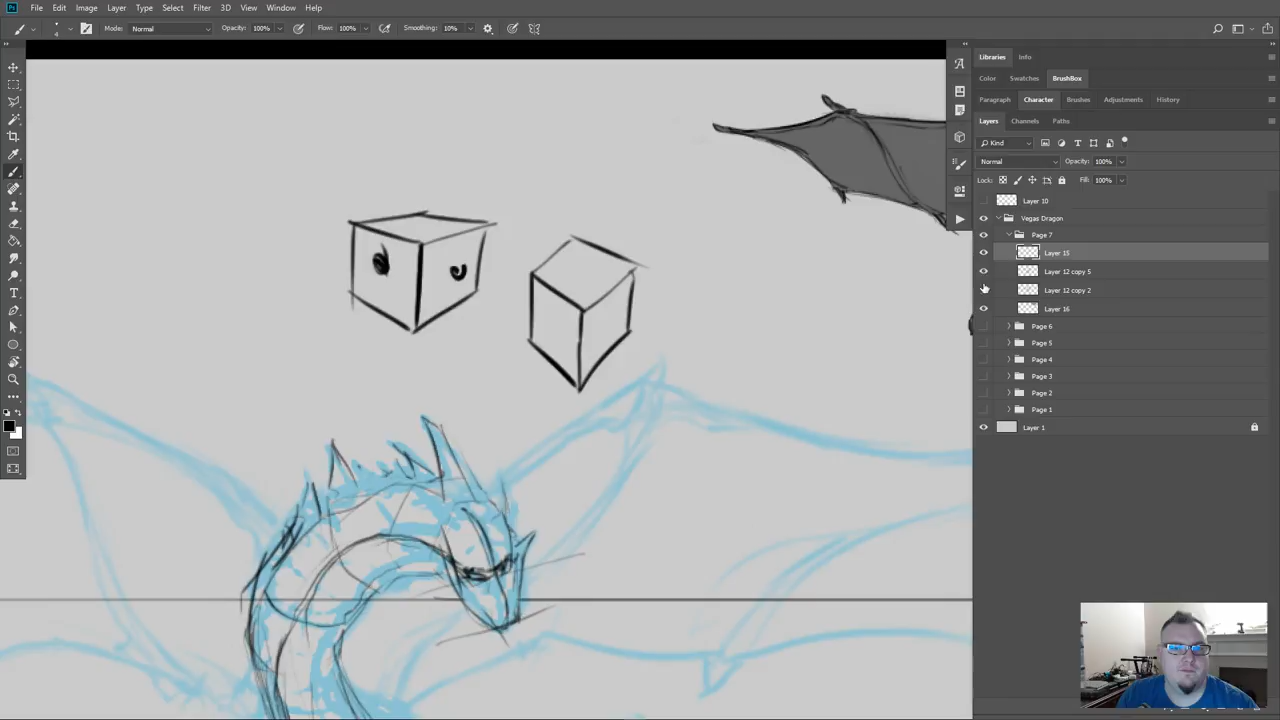 Ps File Edit Image Layer Type Select Filter 3D View Window Help
4 Mode: Normal Opacity: 100% Flow: 100% Smoothing: 10%
Libraries Info
Color Swatches BrushBox
Paragraph Character Brushes Adjustments History
Layers Channels Paths
Kind
Normal Opacity: 100%
Lock: Fill: 100%
Layer 10
Vegas Dragon
Page 7
Layer 15
Layer 12 copy 5
Layer 12 copy 2
Layer 16
Page 6
Page 5
Page 4
Page 3
Page 2
Page 1
Layer 1